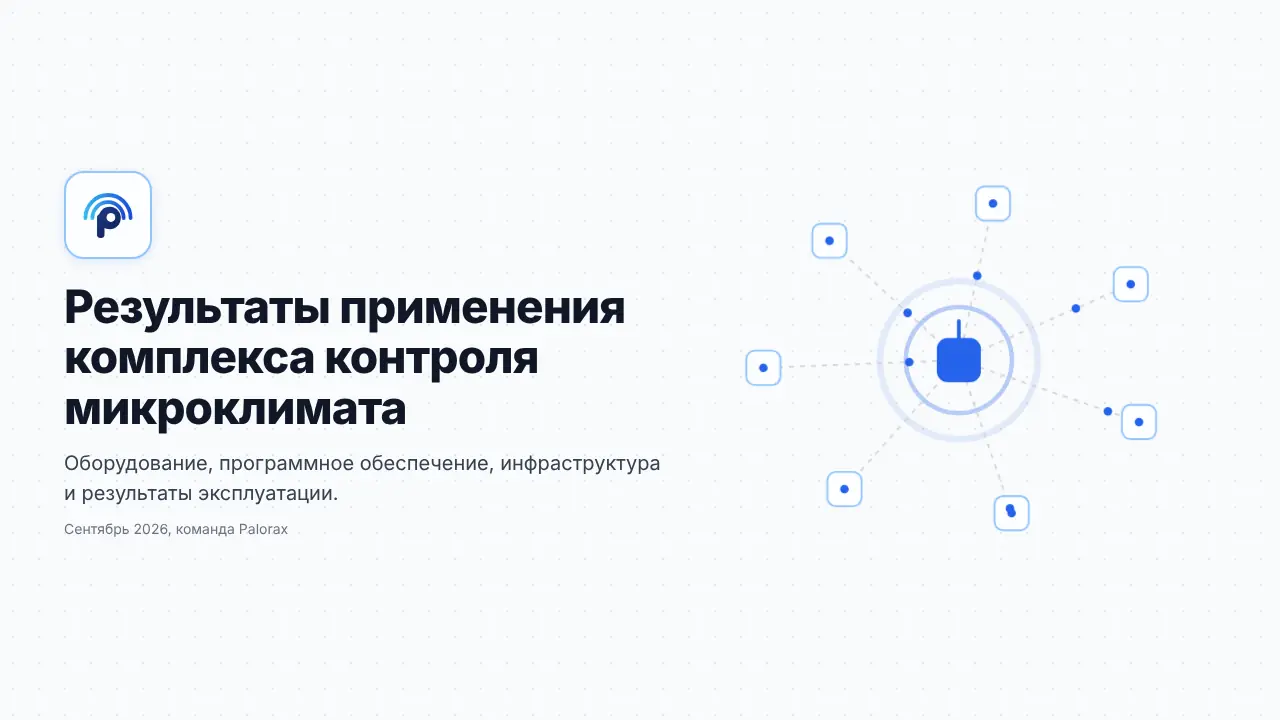 Результаты применения
комплекса контроля
микроклимата
Оборудование, программное обеспечение, инфраструктура
и результаты эксплуатации.
Сентябрь 2026, команда Palorax